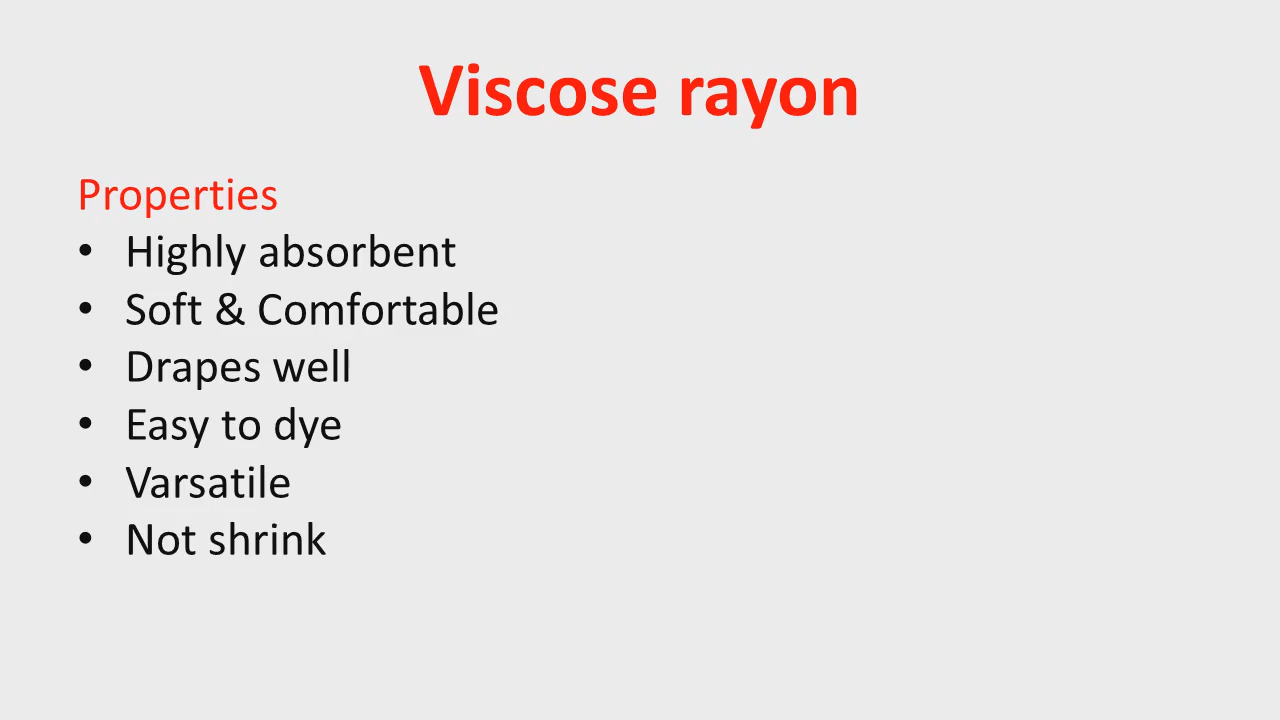 Viscose rayon
Properties
• Highly absorbent
• Soft & Comfortable
• Drapes well
• Easy to dye
• Varsatile
• Not shrink